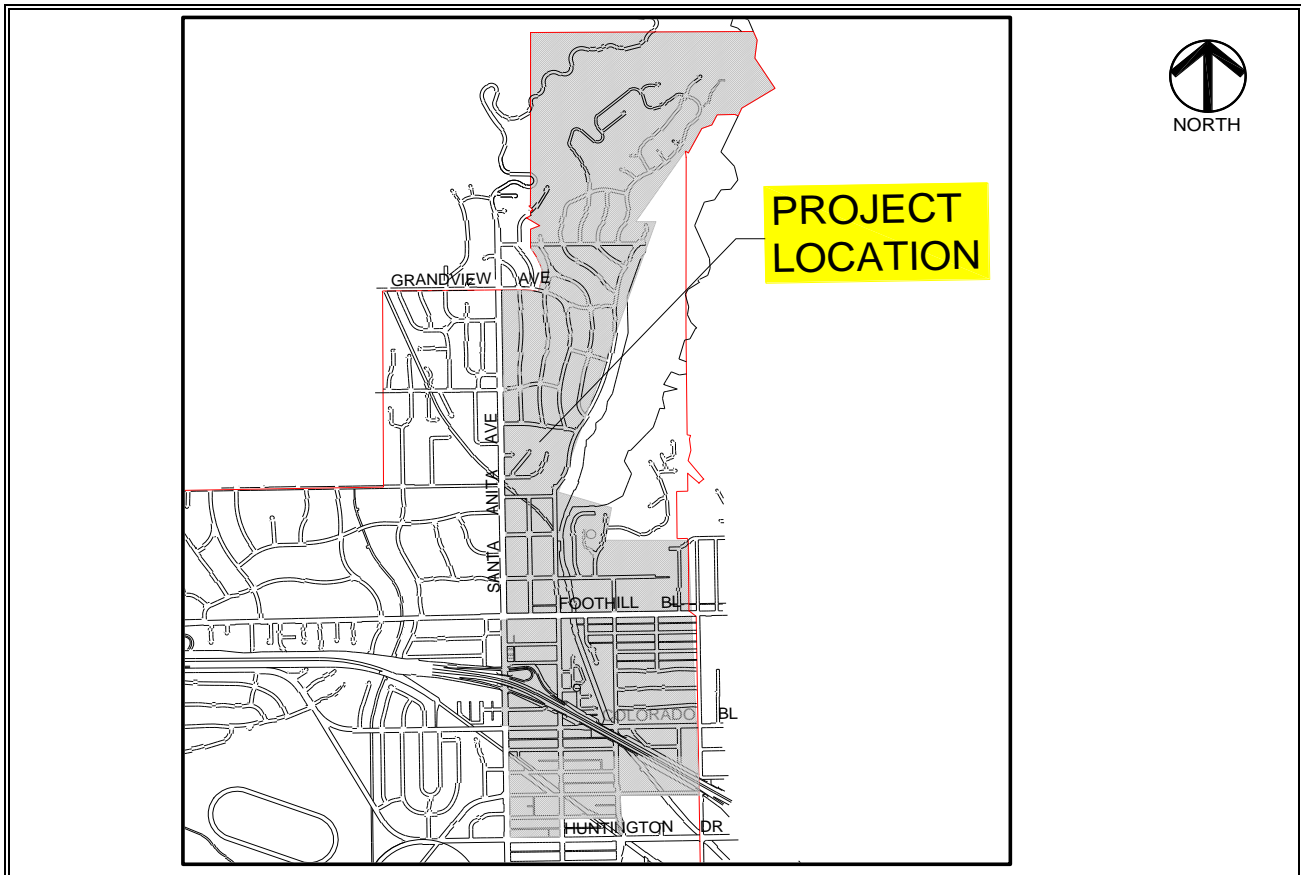 NORTH
PROJECT
LOCATION
GRANDVIEW AVE
SANTA ANITA AVE
FOOTHILL BL
COLORADO BL
HUNTINGTON DR